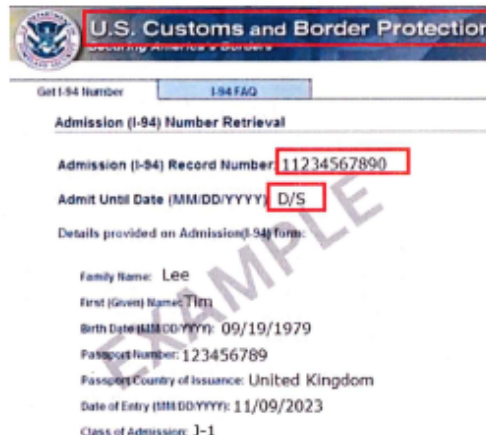 U.S. Customs and Border Protection
Securing America's Borders
Get I-94 Number
I-94 FAQ
Admission (I-94) Number Retrieval
Admission (I-94) Record Number: 11234567890
Admit Until Date (MM/DD/YYYY) D/S
Details provided on Admission(I-94) form:
EXAMPLE
Family Name: Lee
First (Given) Name: Tim
Birth Date (MM/DD/YYYY): 09/19/1979
Passport Number: 123456789
Passport Country of Issuance: United Kingdom
Date of Entry (MM/DD/YYYY): 11/09/2023
Class of Admission: J-1